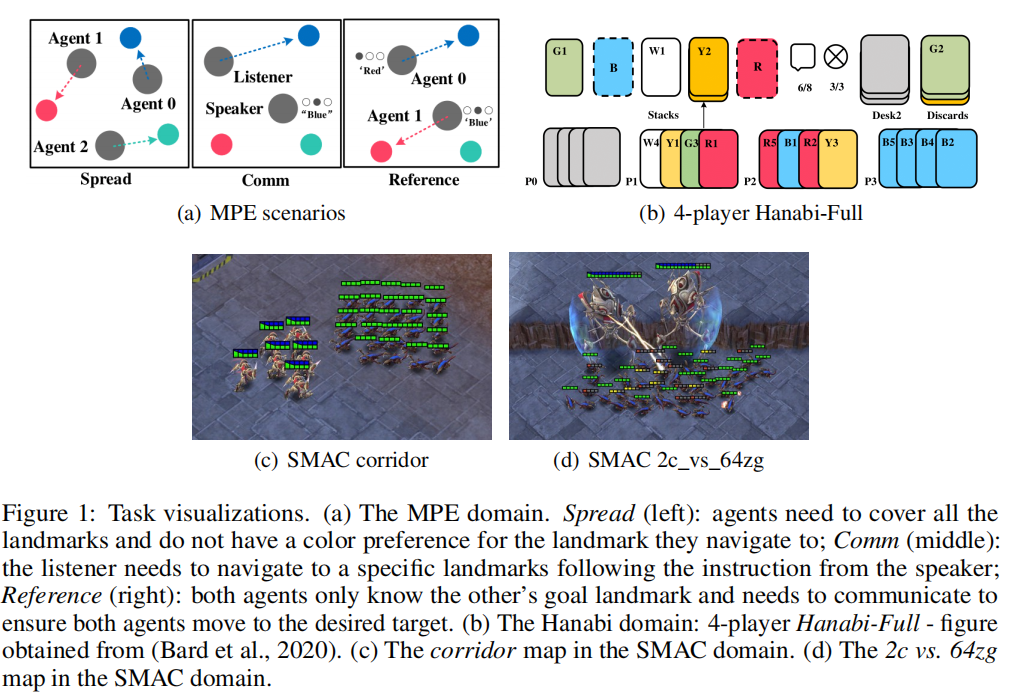 Agent 1
Agent 0
Agent 2
Spread
Listener
Speaker
“Blue”
Comm
‘Red’
Agent 0
Agent 1
‘Blue’
Reference
(a) MPE scenarios
G1
B
W1
Y2
R
6/8
3/3
G2
Stacks
Desk2
Discards
P0
P1
W4
Y1
G3
R1
P2
R5
B1
R2
Y3
P3
B5
B3
B4
B2
(b) 4-player Hanabi-Full
(c) SMAC corridor
(d) SMAC 2c_vs_64zg
Figure 1: Task visualizations. (a) The MPE domain. Spread (left): agents need to cover all the
landmarks and do not have a color preference for the landmark they navigate to; Comm (middle):
the listener needs to navigate to a specific landmarks following the instruction from the speaker;
Reference (right): both agents only know the other’s goal landmark and needs to communicate to
ensure both agents move to the desired target. (b) The Hanabi domain: 4-player Hanabi-Full - figure
obtained from (Bard et al., 2020). (c) The corridor map in the SMAC domain. (d) The 2c vs. 64zg
map in the SMAC domain.